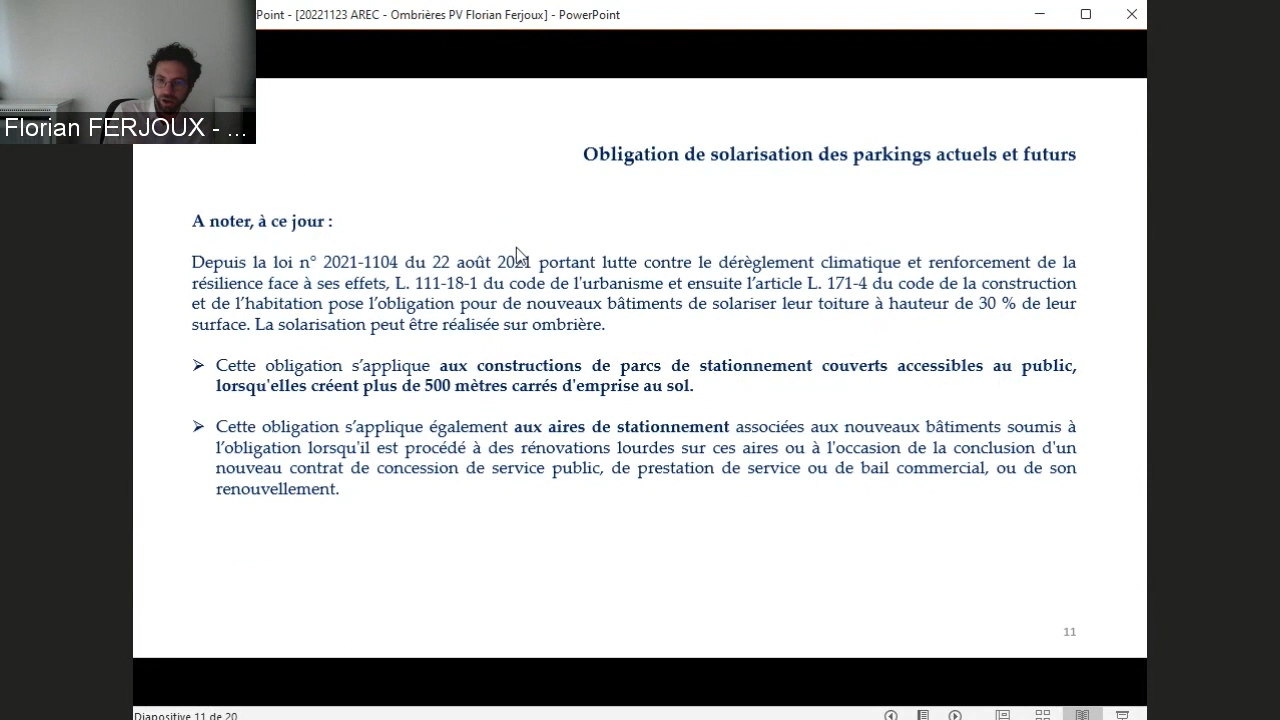 Point - [20221123 AREC - Ombrières PV Florian Ferjoux] - PowerPoint
Florian FERJOUX - ...
Obligation de solarisation des parkings actuels et futurs
A noter, à ce jour :
Depuis la loi n° 2021-1104 du 22 août 2021 portant lutte contre le dérèglement climatique et renforcement de la
résilience face à ses effets, L. 111-18-1 du code de l'urbanisme et ensuite l’article L. 171-4 du code de la construction
et de l’habitation pose l’obligation pour de nouveaux bâtiments de solariser leur toiture à hauteur de 30 % de leur
surface. La solarisation peut être réalisée sur ombrière.
➢ Cette obligation s’applique aux constructions de parcs de stationnement couverts accessibles au public,
lorsqu'elles créent plus de 500 mètres carrés d'emprise au sol.
➢ Cette obligation s’applique également aux aires de stationnement associées aux nouveaux bâtiments soumis à
l’obligation lorsqu'il est procédé à des rénovations lourdes sur ces aires ou à l'occasion de la conclusion d'un
nouveau contrat de concession de service public, de prestation de service ou de bail commercial, ou de son
renouvellement.
11
Diapositive 11 de 20